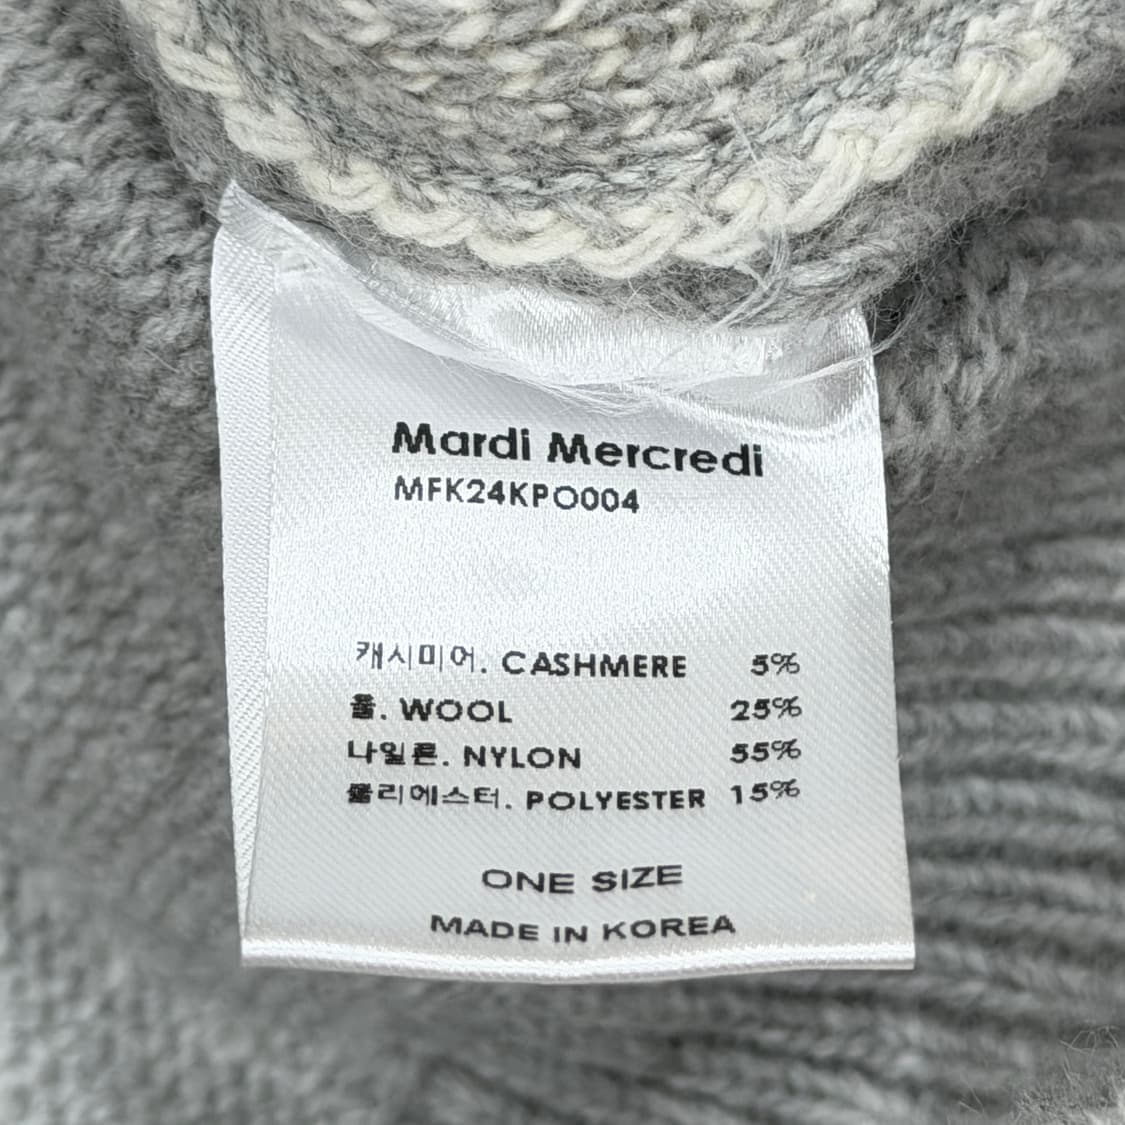 Mardi Mercredi
MFK24KPO004
캐시미어. CASHMERE 5%
울. WOOL 25%
나일론. NYLON 55%
폴리에스터. POLYESTER 15%
ONE SIZE
MADE IN KOREA